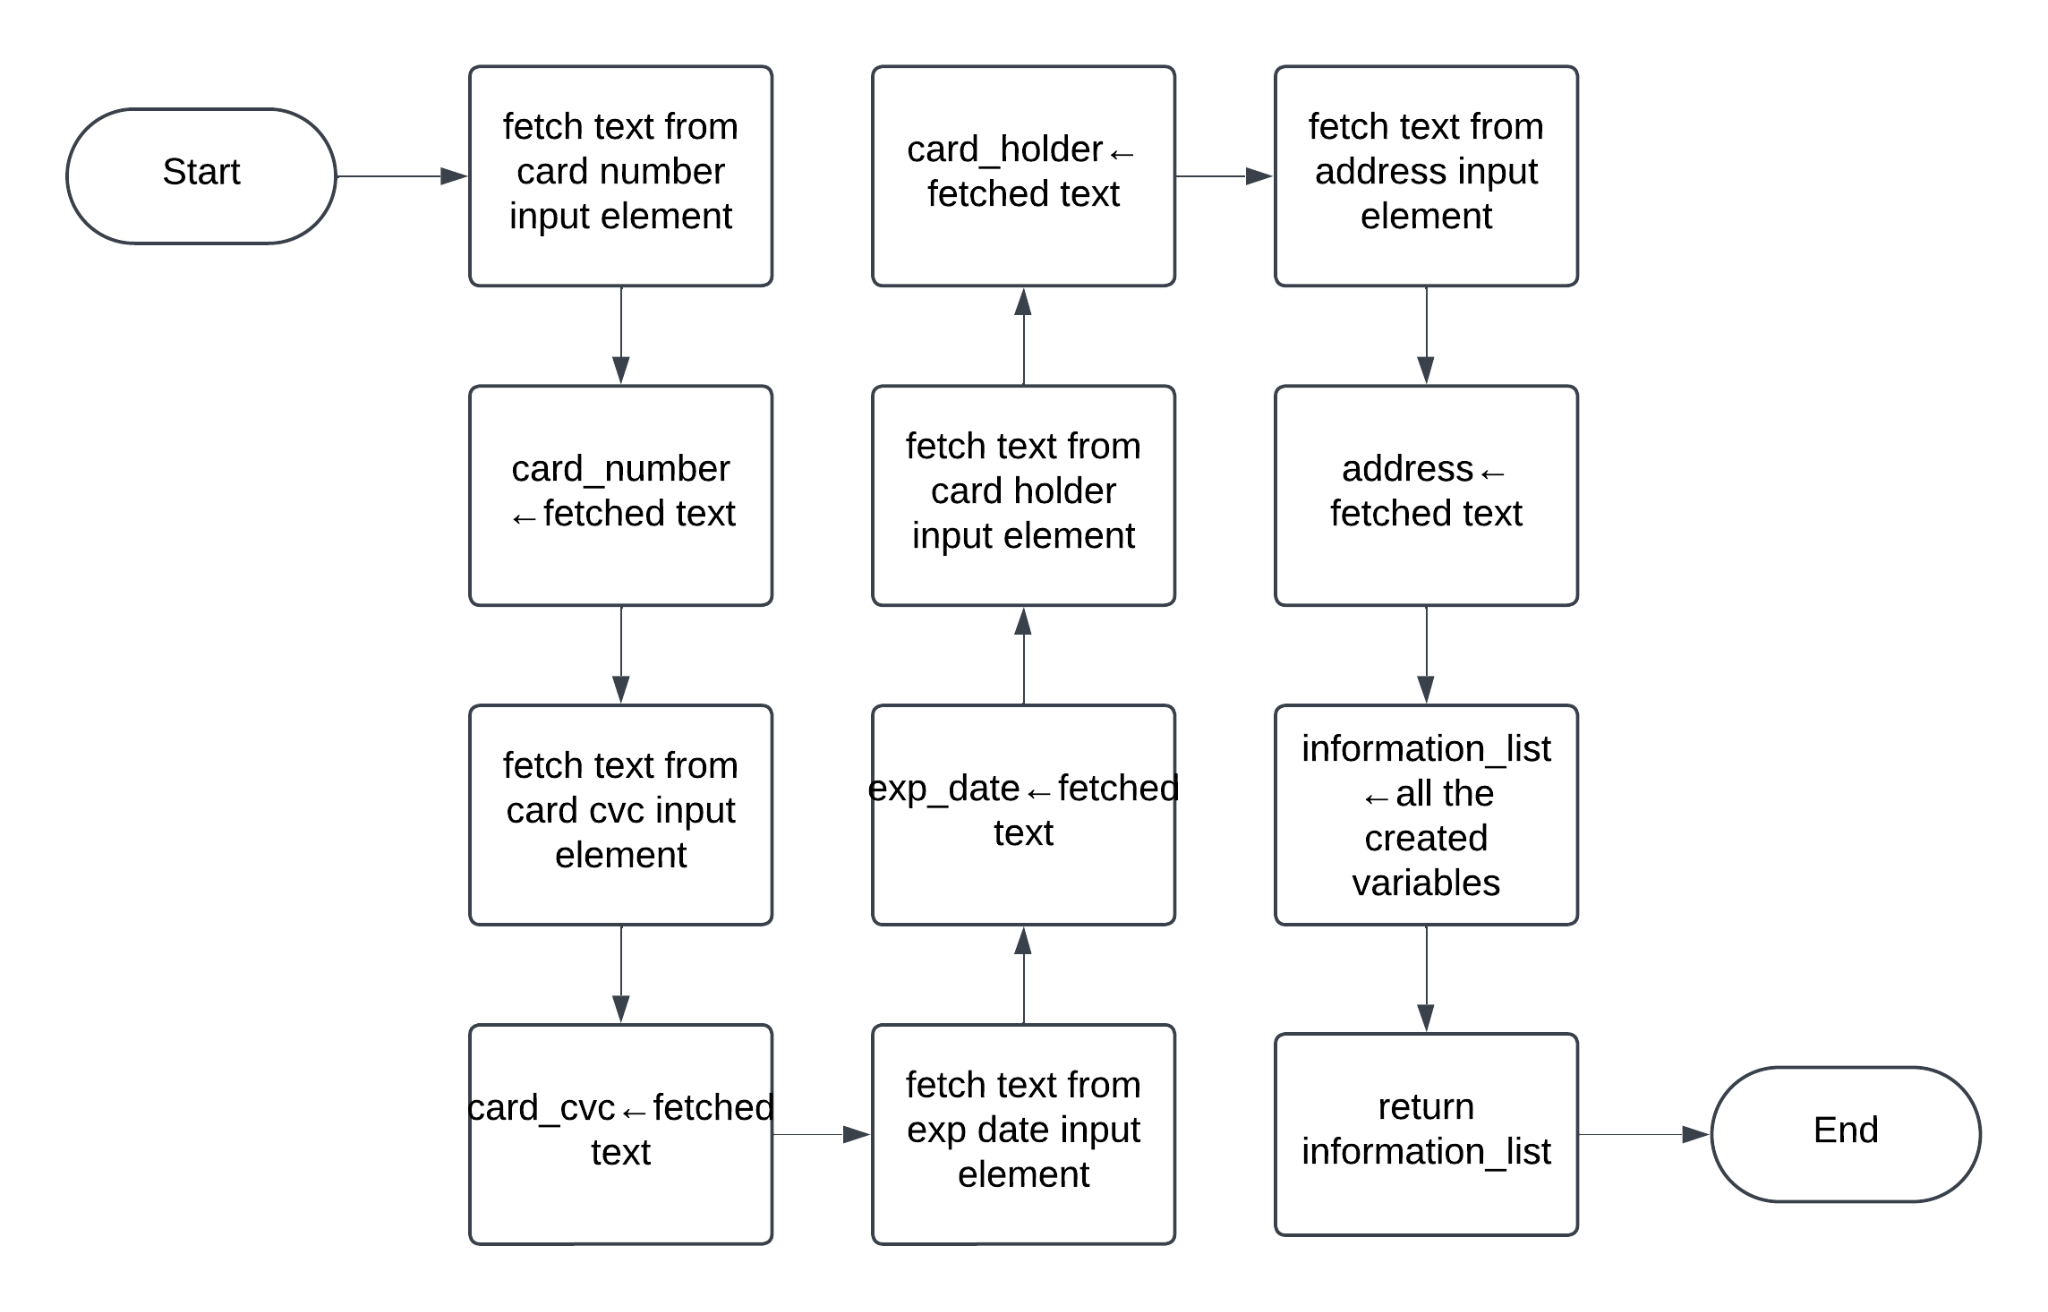 Start
fetch text from
card number
input element
card_number
←fetched text
fetch text from
card cvc input
element
card_cvc←fetched
text
fetch text from
exp date input
element
exp_date←fetched
text
fetch text from
card holder
input element
card_holder←
fetched text
fetch text from
address input
element
address←
fetched text
information_list
←all the
created
variables
return
information_list
End